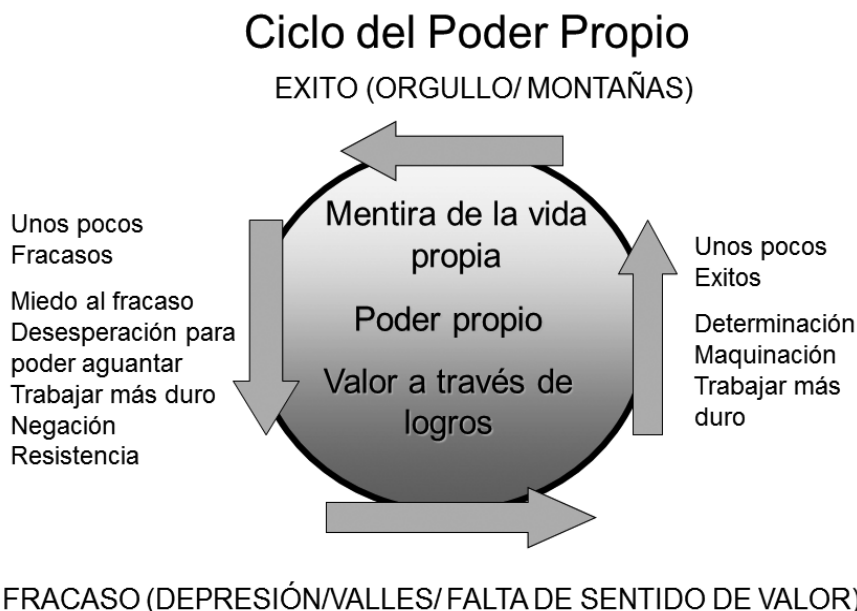 Ciclo del Poder Propio
EXITO (ORGULLO/ MONTAÑAS)
Unos pocos
Fracasos
Miedo al fracaso
Desesperación para
poder aguantar
Trabajar más duro
Negación
Resistencia
Mentira de la vida
propia
Poder propio
Valor a través de
logros
Unos pocos
Exitos
Determinación
Maquinación
Trabajar más
duro
FRACASO (DEPRESIÓN/VALLES/ FALTA DE SENTIDO DE VALOR)